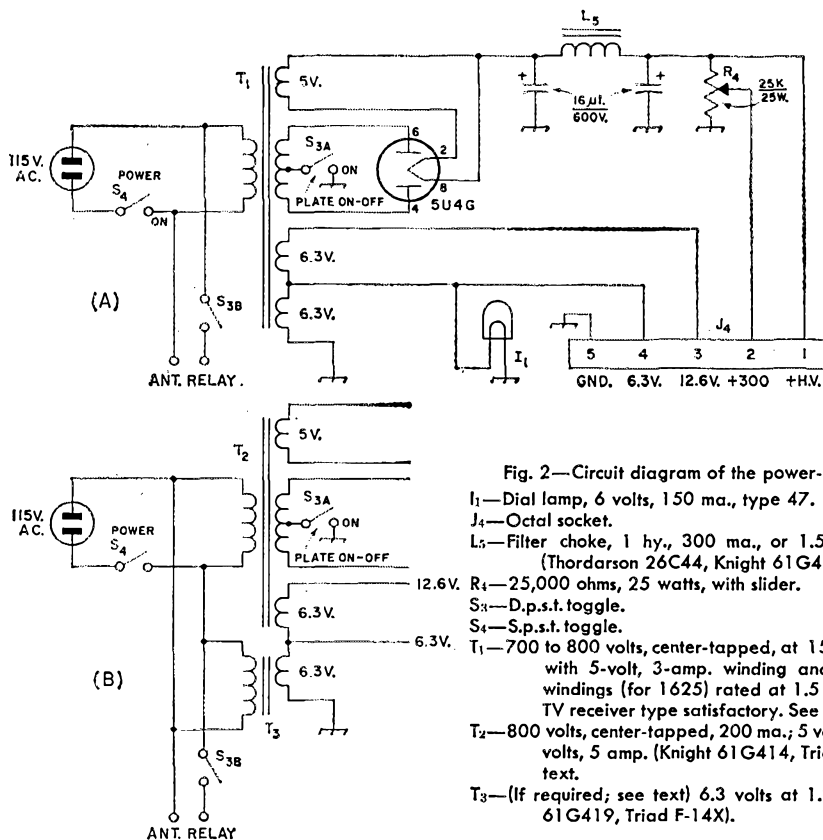 L5
T1
5V.
+
+
16 µf.
600V.
R4
25K
25W.
115V.
A.C.
POWER
S4
ON
S3A
ON
PLATE ON-OFF
6
2
8
4
5U4G
6.3V.
6.3V.
(A)
S3B
ANT. RELAY.
I1
J4
5 4 3 2 1
GND. 6.3V. 12.6V. +300 +H.V.
T2
5V.
115V.
A.C.
POWER
S4
S3A
ON
PLATE ON-OFF
12.6V.
6.3V.
6.3V.
6.3V.
(B)
T3
S3B
ANT. RELAY
Fig. 2—Circuit diagram of the power-
I1—Dial lamp, 6 volts, 150 ma., type 47.
J4—Octal socket.
L5—Filter choke, 1 hy., 300 ma., or 1.5
(Thordarson 26C44, Knight 61G4
R4—25,000 ohms, 25 watts, with slider.
S3—D.p.s.t. toggle.
S4—S.p.s.t. toggle.
T1—700 to 800 volts, center-tapped, at 15
with 5-volt, 3-amp. winding and
windings (for 1625) rated at 1.5
TV receiver type satisfactory. See
T2—800 volts, center-tapped, 200 ma.; 5 vo
volts, 5 amp. (Knight 61G414, Tri
text.
T3—(If required; see text) 6.3 volts at 1.
61G419, Triad F-14X).